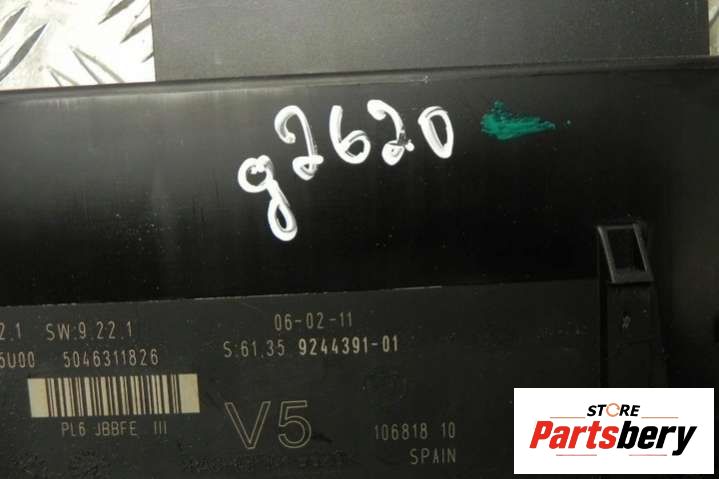 g2620
2.1 SW:9.22.1
06-02-11
5U00 5046311826
S:61.35 9244391-01
PL6 JBBFE III
V5
106818 10
SPAIN
STORE
Partsbery